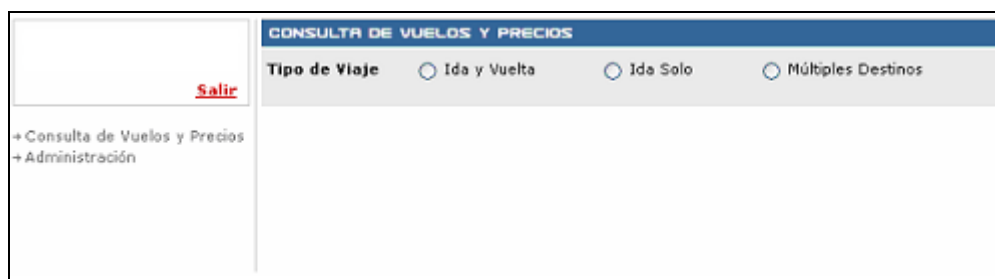 CONSULTA DE VUELOS Y PRECIOS
Tipo de Viaje Ida y Vuelta Ida Solo Múltiples Destinos
Salir
→Consulta de Vuelos y Precios
→Administración